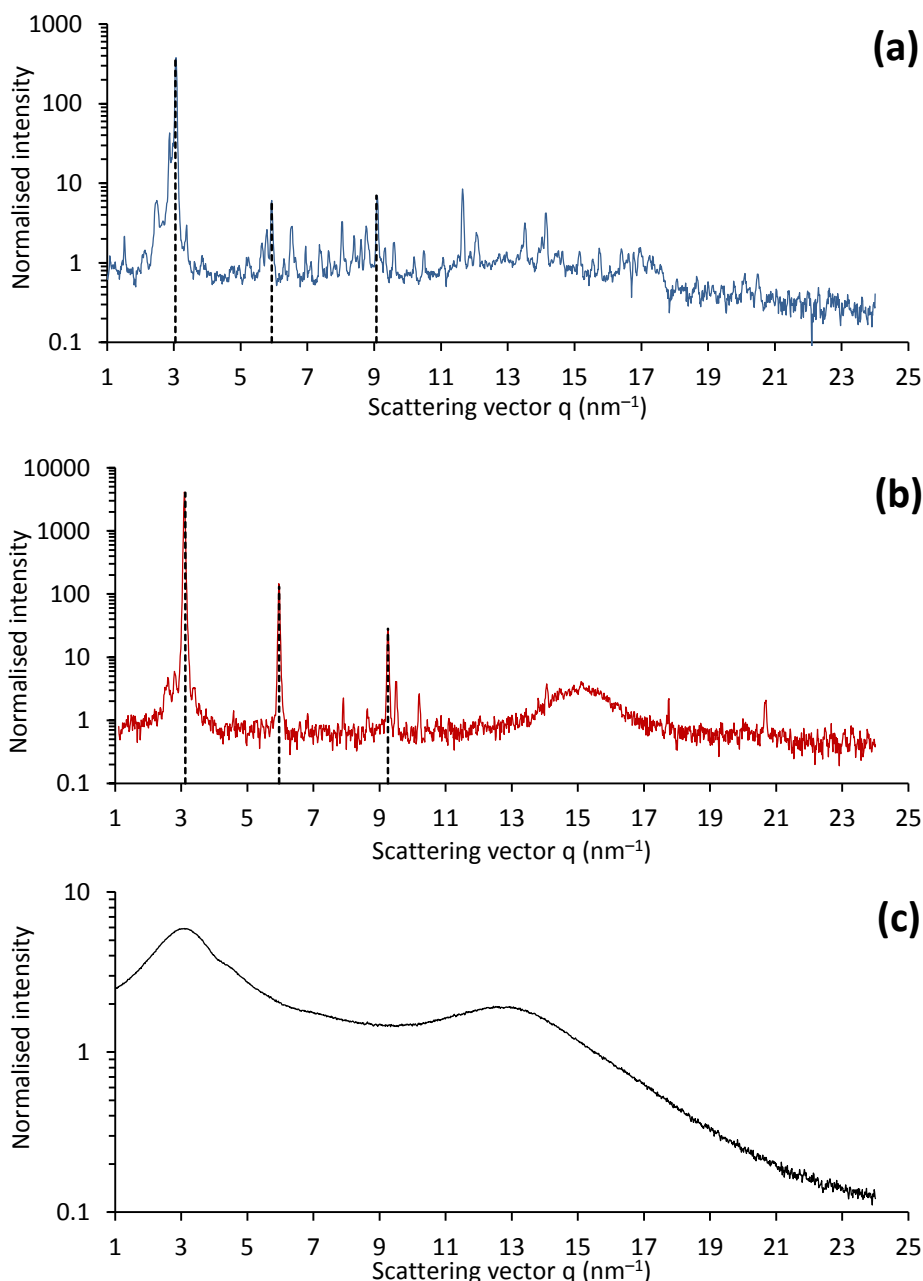 (a)
Normalised intensity
1000
100
10
1
0.1
1 3 5 7 9 11 13 15 17 19 21 23 25
Scattering vector q (nm⁻¹)
(b)
Normalised intensity
10000
1000
100
10
1
0.1
1 3 5 7 9 11 13 15 17 19 21 23 25
Scattering vector q (nm⁻¹)
(c)
Normalised intensity
10
1
0.1
1 3 5 7 9 11 13 15 17 19 21 23 25
Scattering vector q (nm⁻¹)